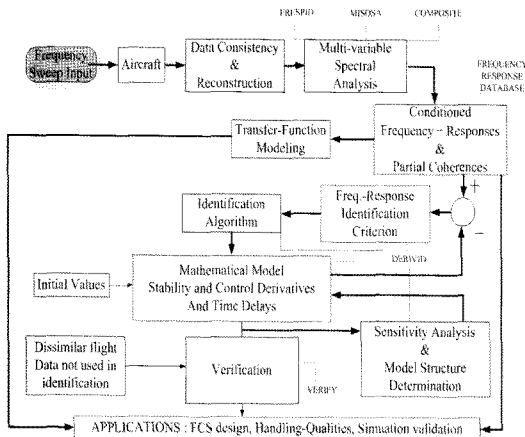 FRESPID MISOSA COMPOSITE
Frequency
Sweep Input
Aircraft
Data Consistency
&
Reconstruction
Multi-variable
Spectral
Analysis
FREQUENCY
RESPONSE
DATABASE
Conditioned
Frequency - Responses
&
Partial Coherences
Transfer-Function
Modeling
+
−
Freq.-Response
Identification
Criterion
Identification
Algorithm
DERIVID
Initial Values
Mathematical Model
Stability and Control Derivatives
And Time Delays
Sensitivity Analysis
&
Model Structure
Determination
Dissimilar flight
Data not used in
identification
Verification
VERIFY
APPLICATIONS : FCS design, Handling-Qualities, Simuation validation